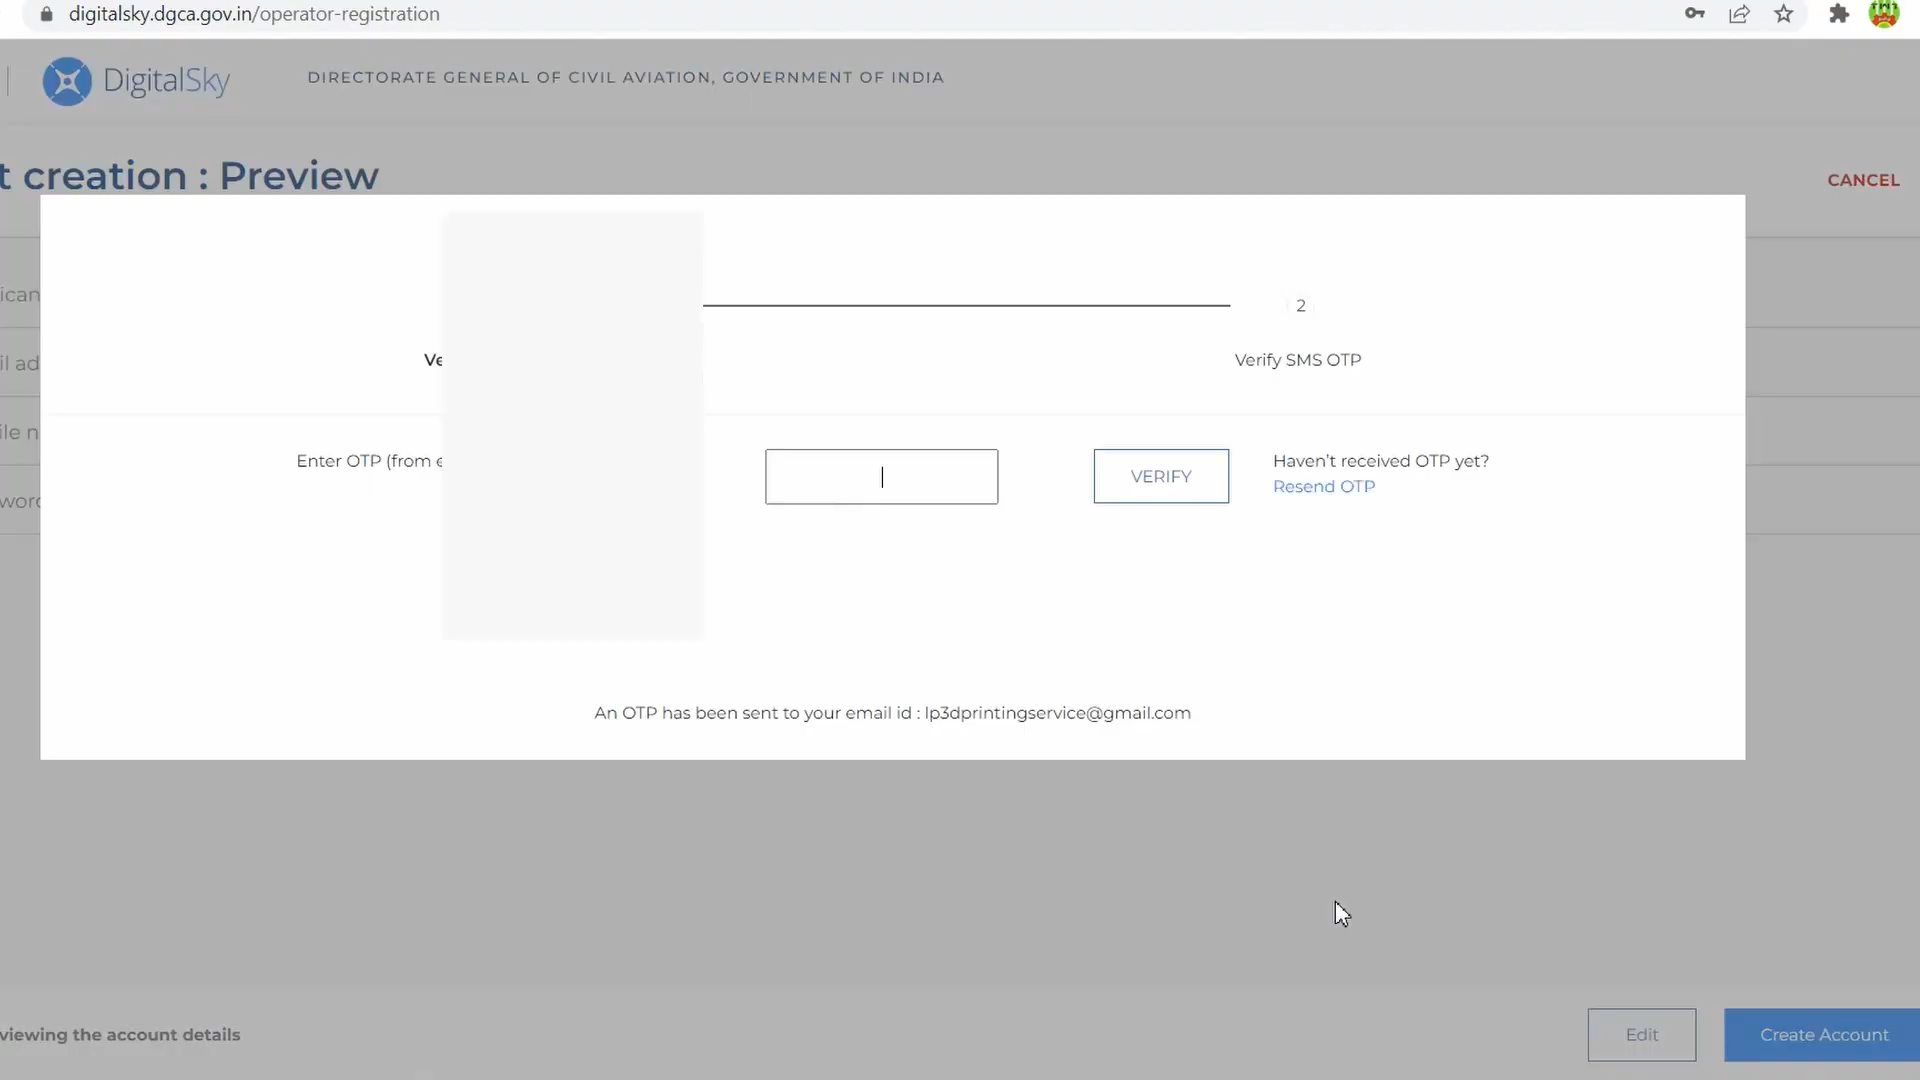 digitalsky.dgca.gov.in/operator-registration
DigitalSky
DIRECTORATE GENERAL OF CIVIL AVIATION, GOVERNMENT OF INDIA
t creation : Preview
CANCEL
2
Ve
Verify SMS OTP
ican
il ad
ile n
word
Enter OTP (from e
VERIFY
Haven't received OTP yet?
Resend OTP
An OTP has been sent to your email id : lp3dprintingservice@gmail.com
viewing the account details
Edit
Create Account